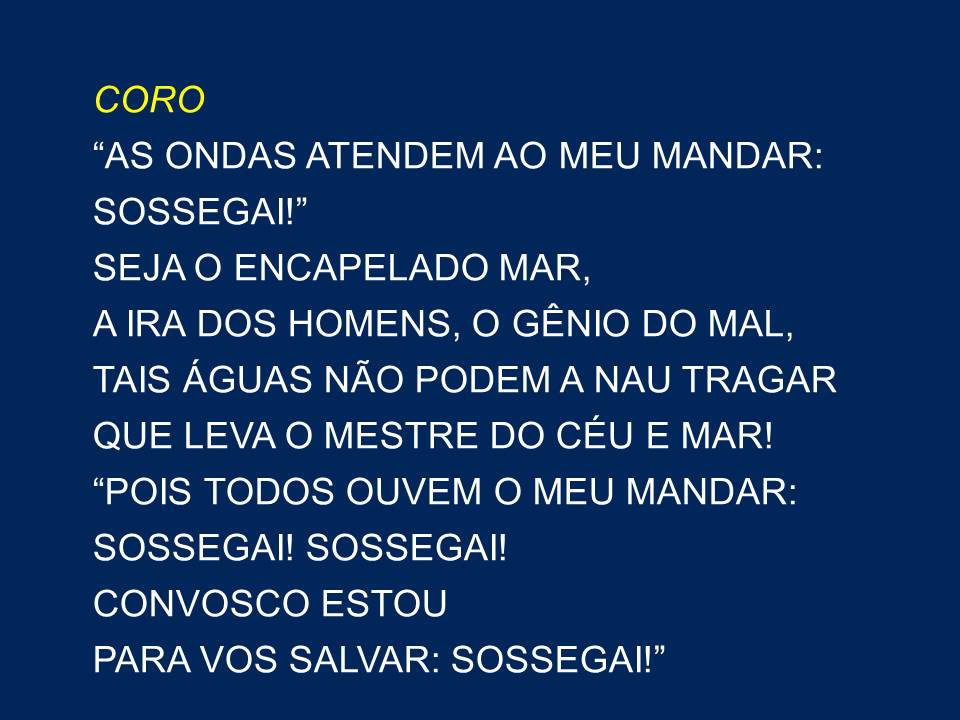 CORO
“AS ONDAS ATENDEM AO MEU MANDAR:
SOSSEGAI!”
SEJA O ENCAPELADO MAR,
A IRA DOS HOMENS, O GÊNIO DO MAL,
TAIS ÁGUAS NÃO PODEM A NAU TRAGAR
QUE LEVA O MESTRE DO CÉU E MAR!
“POIS TODOS OUVEM O MEU MANDAR:
SOSSEGAI! SOSSEGAI!
CONVOSCO ESTOU
PARA VOS SALVAR: SOSSEGAI!”